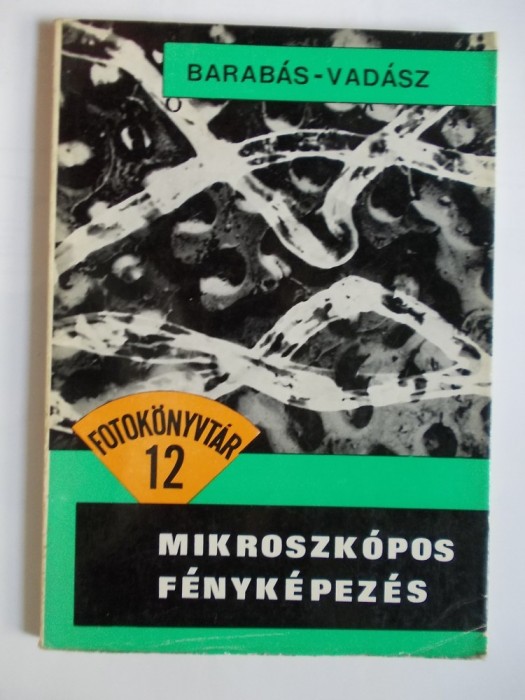 BARABÁS-VADÁSZ
FOTOKÖNYVTÁR
12
MIKROSZKÓPOS
FÉNYKÉPEZÉS